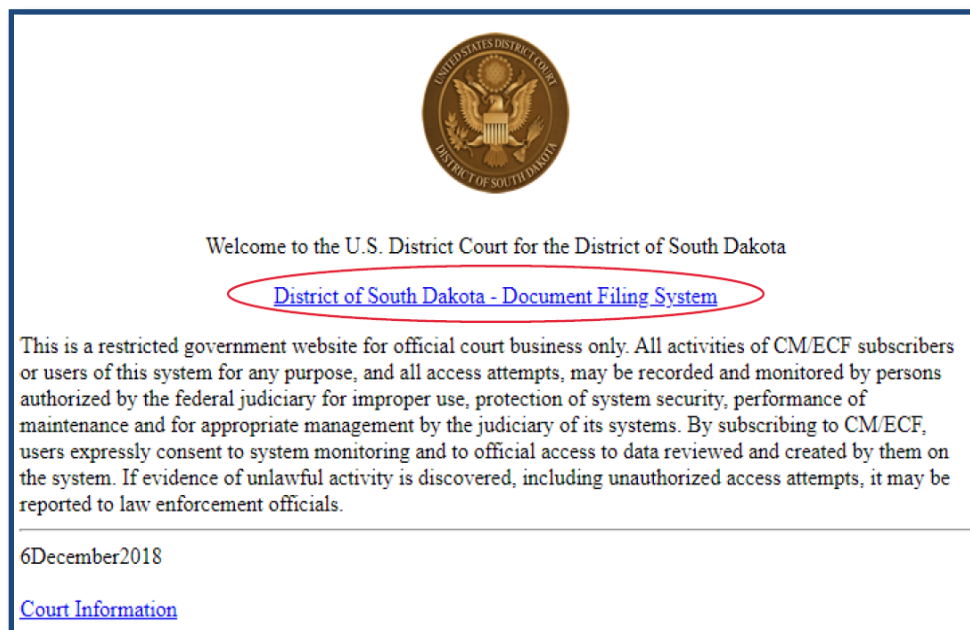 UNITED STATES DISTRICT COURT
DISTRICT OF SOUTH DAKOTA
Welcome to the U.S. District Court for the District of South Dakota
District of South Dakota - Document Filing System
This is a restricted government website for official court business only. All activities of CM/ECF subscribers
or users of this system for any purpose, and all access attempts, may be recorded and monitored by persons
authorized by the federal judiciary for improper use, protection of system security, performance of
maintenance and for appropriate management by the judiciary of its systems. By subscribing to CM/ECF,
users expressly consent to system monitoring and to official access to data reviewed and created by them on
the system. If evidence of unlawful activity is discovered, including unauthorized access attempts, it may be
reported to law enforcement officials.
6December2018
Court Information